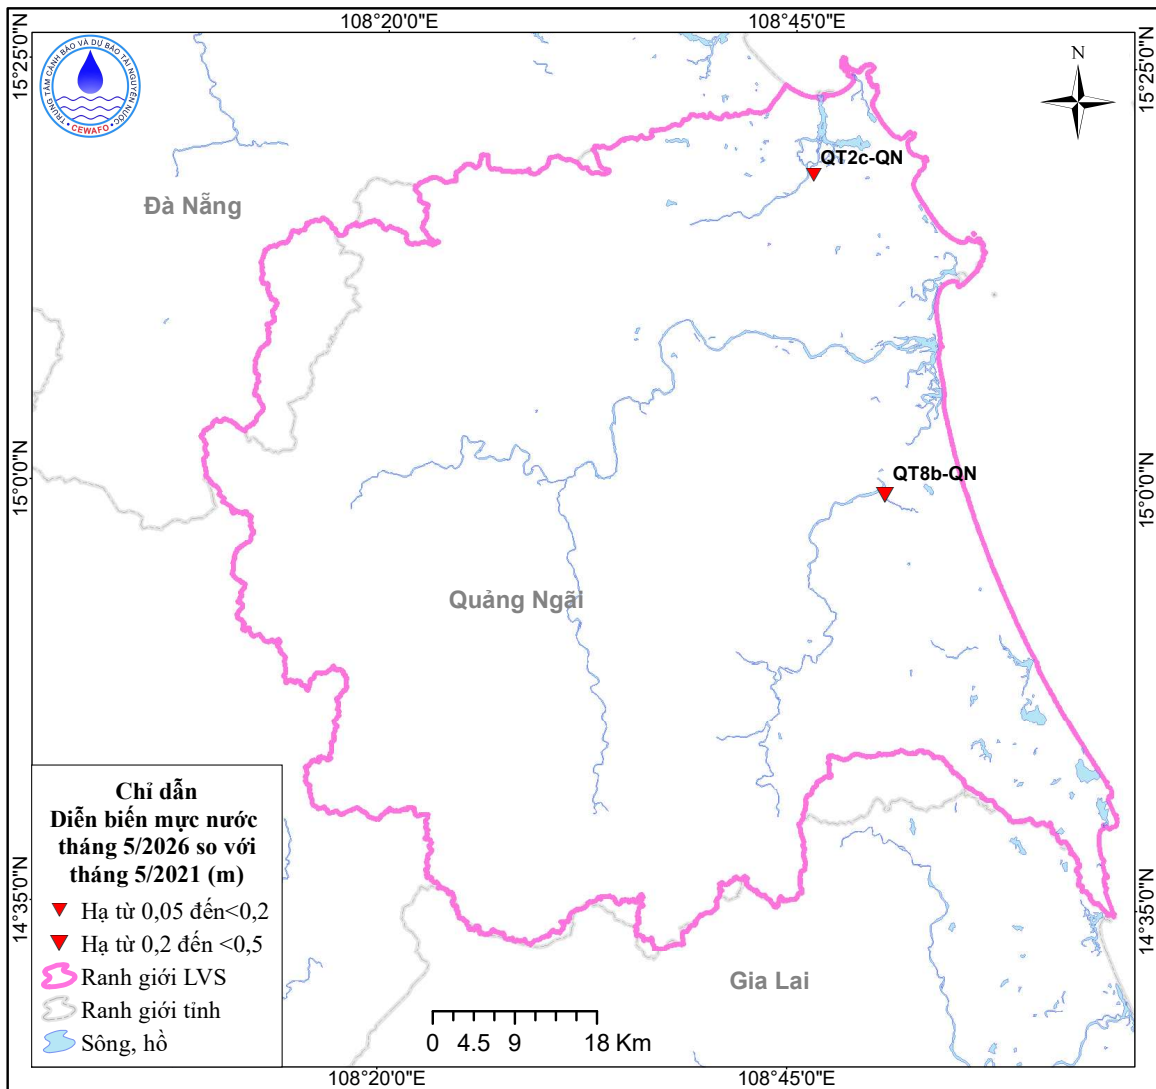 108°20'0"E
108°45'0"E
15°25'0"N
15°25'0"N
TRUNG TÂM CẢNH BÁO VÀ DỰ BÁO TÀI NGUYÊN NƯỚC
• CEWAFO •
N
QT2c-QN
Đà Nẵng
15°0'0"N
15°0'0"N
QT8b-QN
Quảng Ngãi
Chỉ dẫn
Diễn biến mực nước
tháng 5/2026 so với
tháng 5/2021 (m)
Hạ từ 0,05 đến<0,2
Hạ từ 0,2 đến <0,5
Ranh giới LVS
Ranh giới tỉnh
Sông, hồ
14°35'0"N
14°35'0"N
Gia Lai
0 4.5 9 18 Km
108°20'0"E
108°45'0"E